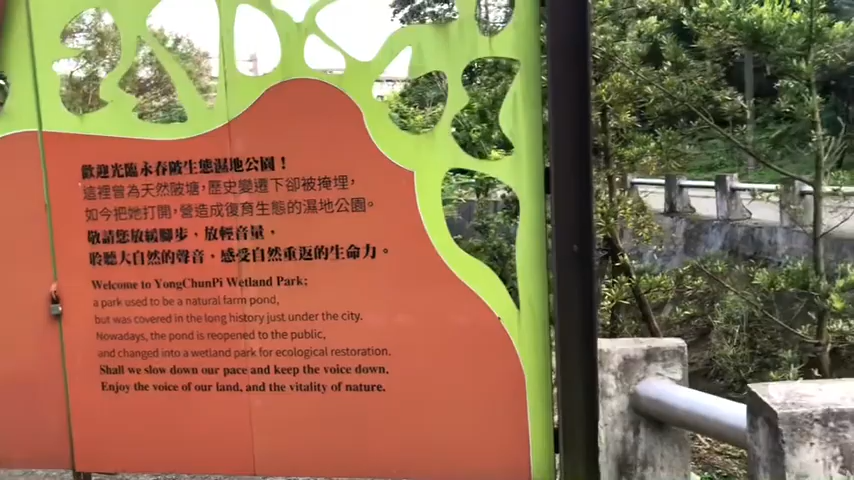 歡迎光臨永春陂生態濕地公園！
這裡曾為天然陂塘，歷史變遷下卻被掩埋，
如今把她打開，營造成復育生態的濕地公園。
敬請您放緩腳步，放輕音量，
聆聽大自然的聲音，感受自然重返的生命力。
Welcome to YongChunPi Wetland Park;
A park used to be a natural farm pond,
but was covered in the long history just under the city.
Nowadays, the pond is reopened to the public,
and changed into a wetland park for ecological restoration.
Shall we slow down our pace and keep the voice down,
Enjoy the voice of our land, and the vitality of nature.